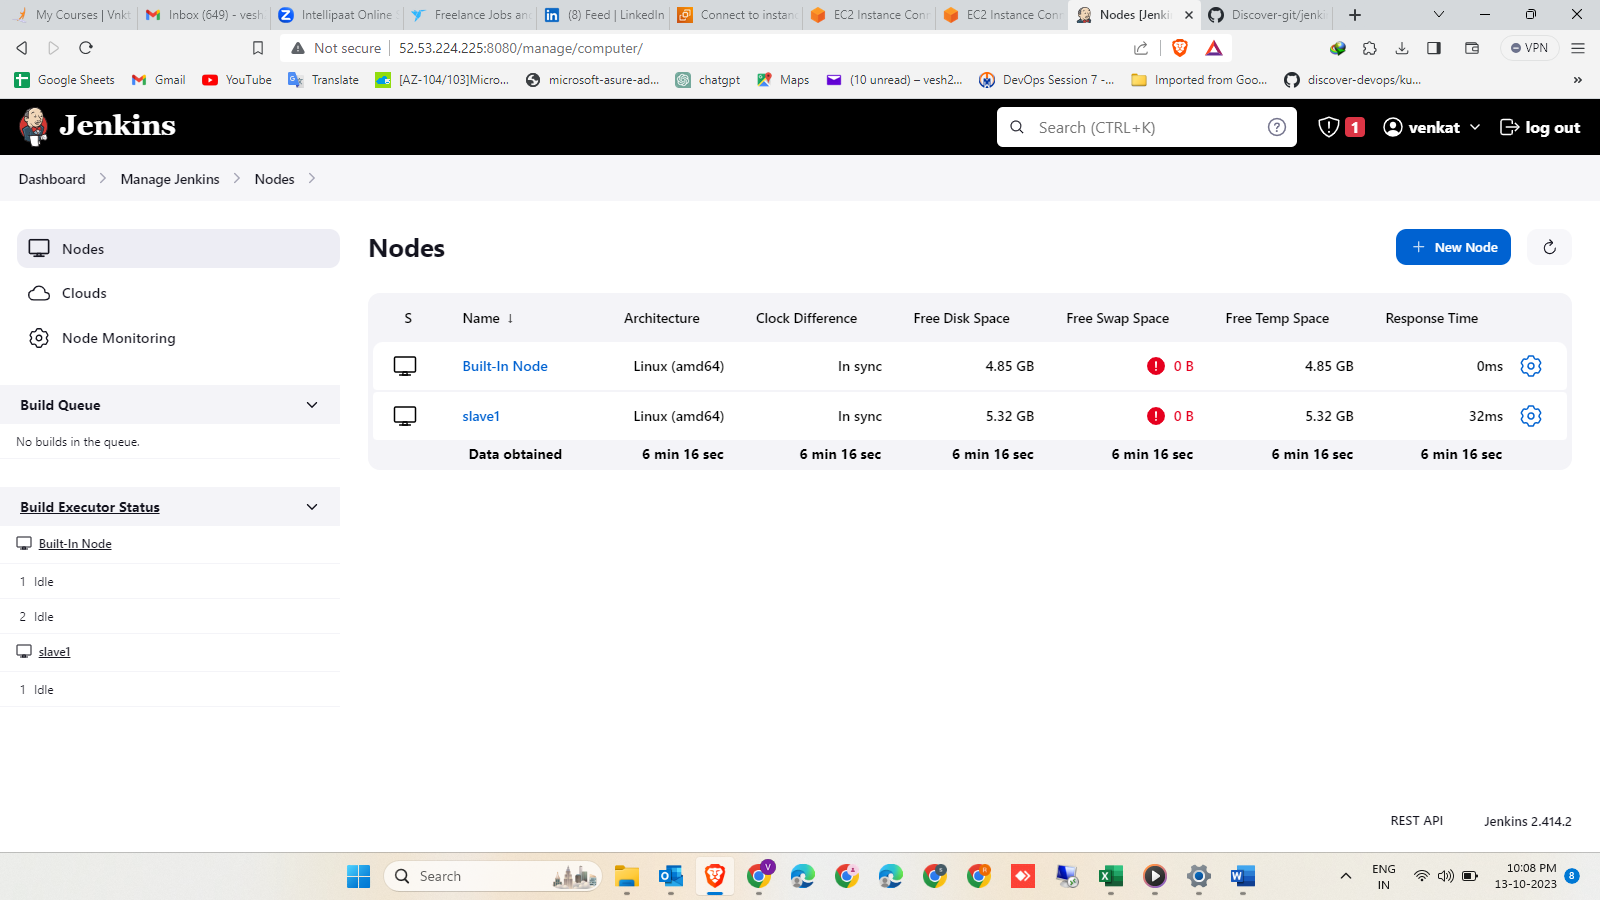 My Courses | Vnkt
Inbox (649) - vesh
Intellipaat Online
Freelance Jobs an
(8) Feed | LinkedIn
Connect to instanc
EC2 Instance Conn
EC2 Instance Conn
Nodes [Jenki
Discover-git/jenki
Not secure
52.53.224.225:8080/manage/computer/
VPN
Google Sheets
Gmail
YouTube
Translate
[AZ-104/103]Micro...
microsoft-asure-ad...
chatgpt
Maps
(10 unread) – vesh2...
DevOps Session 7 -...
Imported from Goo...
discover-devops/ku...
»
Jenkins
Search (CTRL+K)
1
venkat
log out
Dashboard
Manage Jenkins
Nodes
Nodes
Clouds
Node Monitoring
Build Queue
No builds in the queue.
Build Executor Status
Built-In Node
1 Idle
2 Idle
slave1
1 Idle
Nodes
+ New Node
S Name ↓ Architecture Clock Difference Free Disk Space Free Swap Space Free Temp Space Response Time
Built-In Node Linux (amd64) In sync 4.85 GB 0 B 4.85 GB 0ms
slave1 Linux (amd64) In sync 5.32 GB 0 B 5.32 GB 32ms
Data obtained 6 min 16 sec 6 min 16 sec 6 min 16 sec 6 min 16 sec 6 min 16 sec 6 min 16 sec
REST API
Jenkins 2.414.2
Search
ENG
IN
10:08 PM
13-10-2023
8